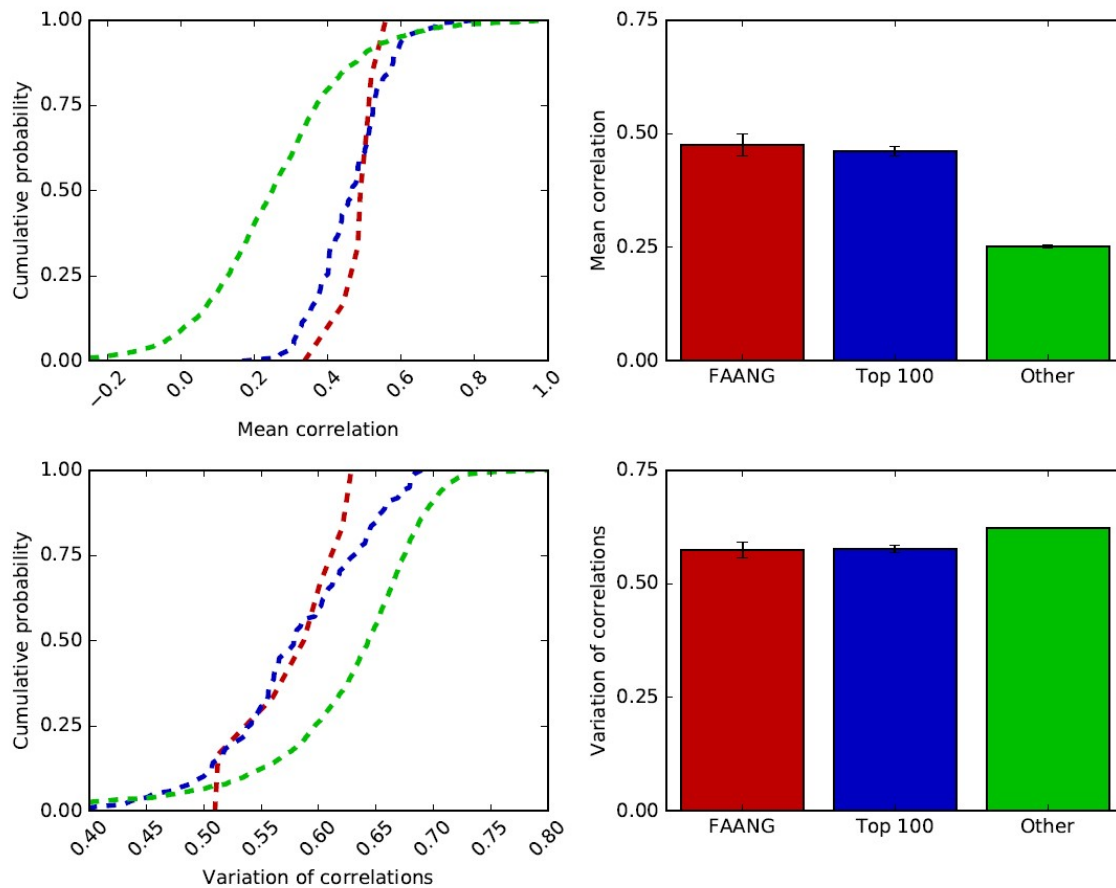 1.00
0.75
0.50
0.25
0.00
Cumulative probability
−0.2 0.0 0.2 0.4 0.6 0.8 1.0
Mean correlation
0.75
0.50
0.25
0.00
Mean correlation
FAANG Top 100 Other
1.00
0.75
0.50
0.25
0.00
Cumulative probability
0.40 0.45 0.50 0.55 0.60 0.65 0.70 0.75 0.80
Variation of correlations
0.75
0.50
0.25
0.00
Variation of correlations
FAANG Top 100 Other